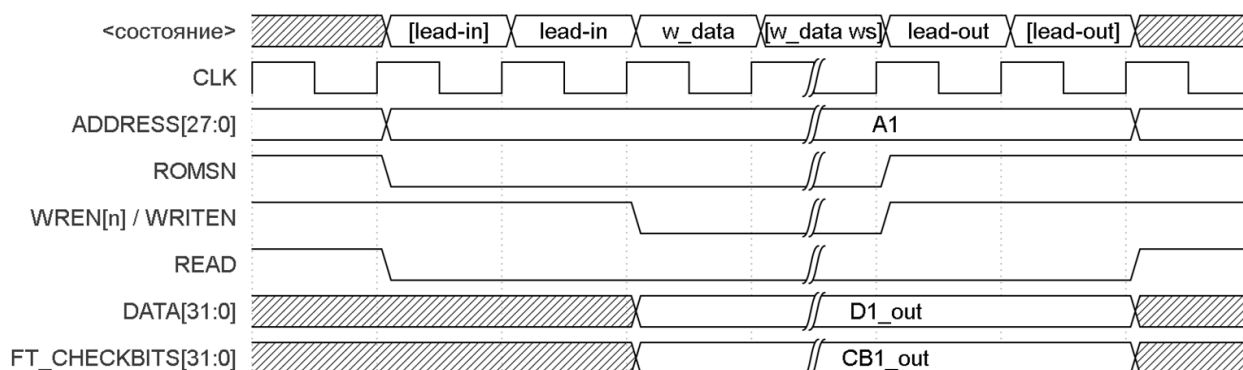 <состояние> [lead-in] lead-in w_data [w_data ws] lead-out [lead-out]
CLK
ADDRESS[27:0] A1
ROMSN
WREN[n] / WRITEN
READ
DATA[31:0] D1_out
FT_CHECKBITS[31:0] CB1_out